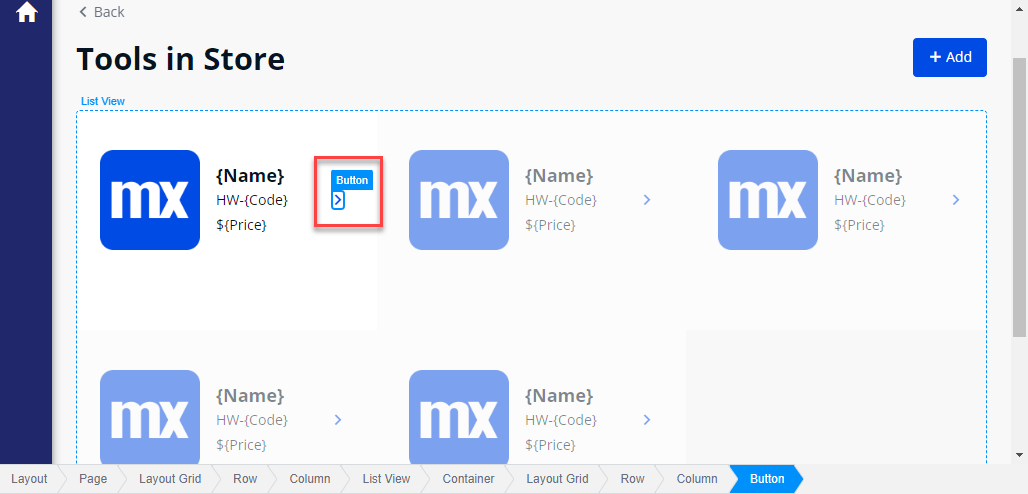 Back
Tools in Store
+ Add
List View
mx {Name} Button mx {Name} mx {Name}
HW-{Code} HW-{Code} HW-{Code}
${Price} ${Price} ${Price}
mx {Name} mx {Name}
HW-{Code} HW-{Code}
${Price} ${Price}
Layout Page Layout Grid Row Column List View Container Layout Grid Row Column Button